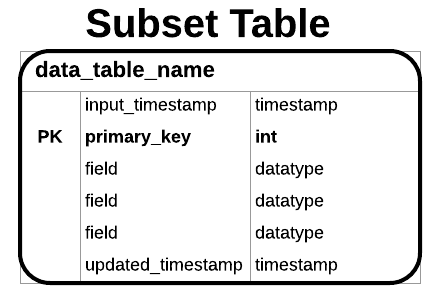 Subset Table
data_table_name
input_timestamp timestamp
PK primary_key int
field datatype
field datatype
field datatype
updated_timestamp timestamp